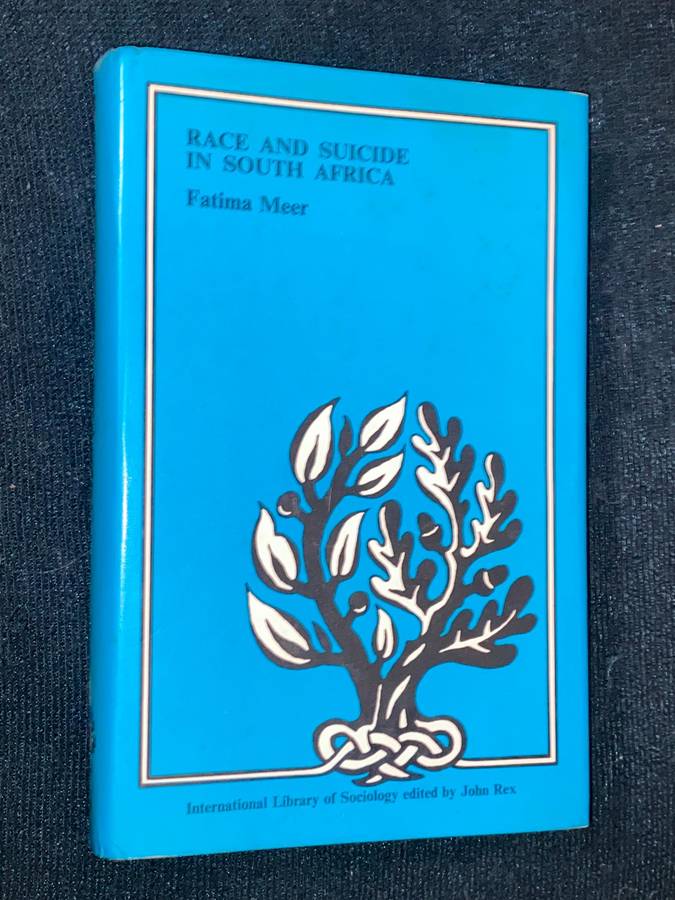 RACE AND SUICIDE
IN SOUTH AFRICA
Fatima Meer
International Library of Sociology edited by John Rex